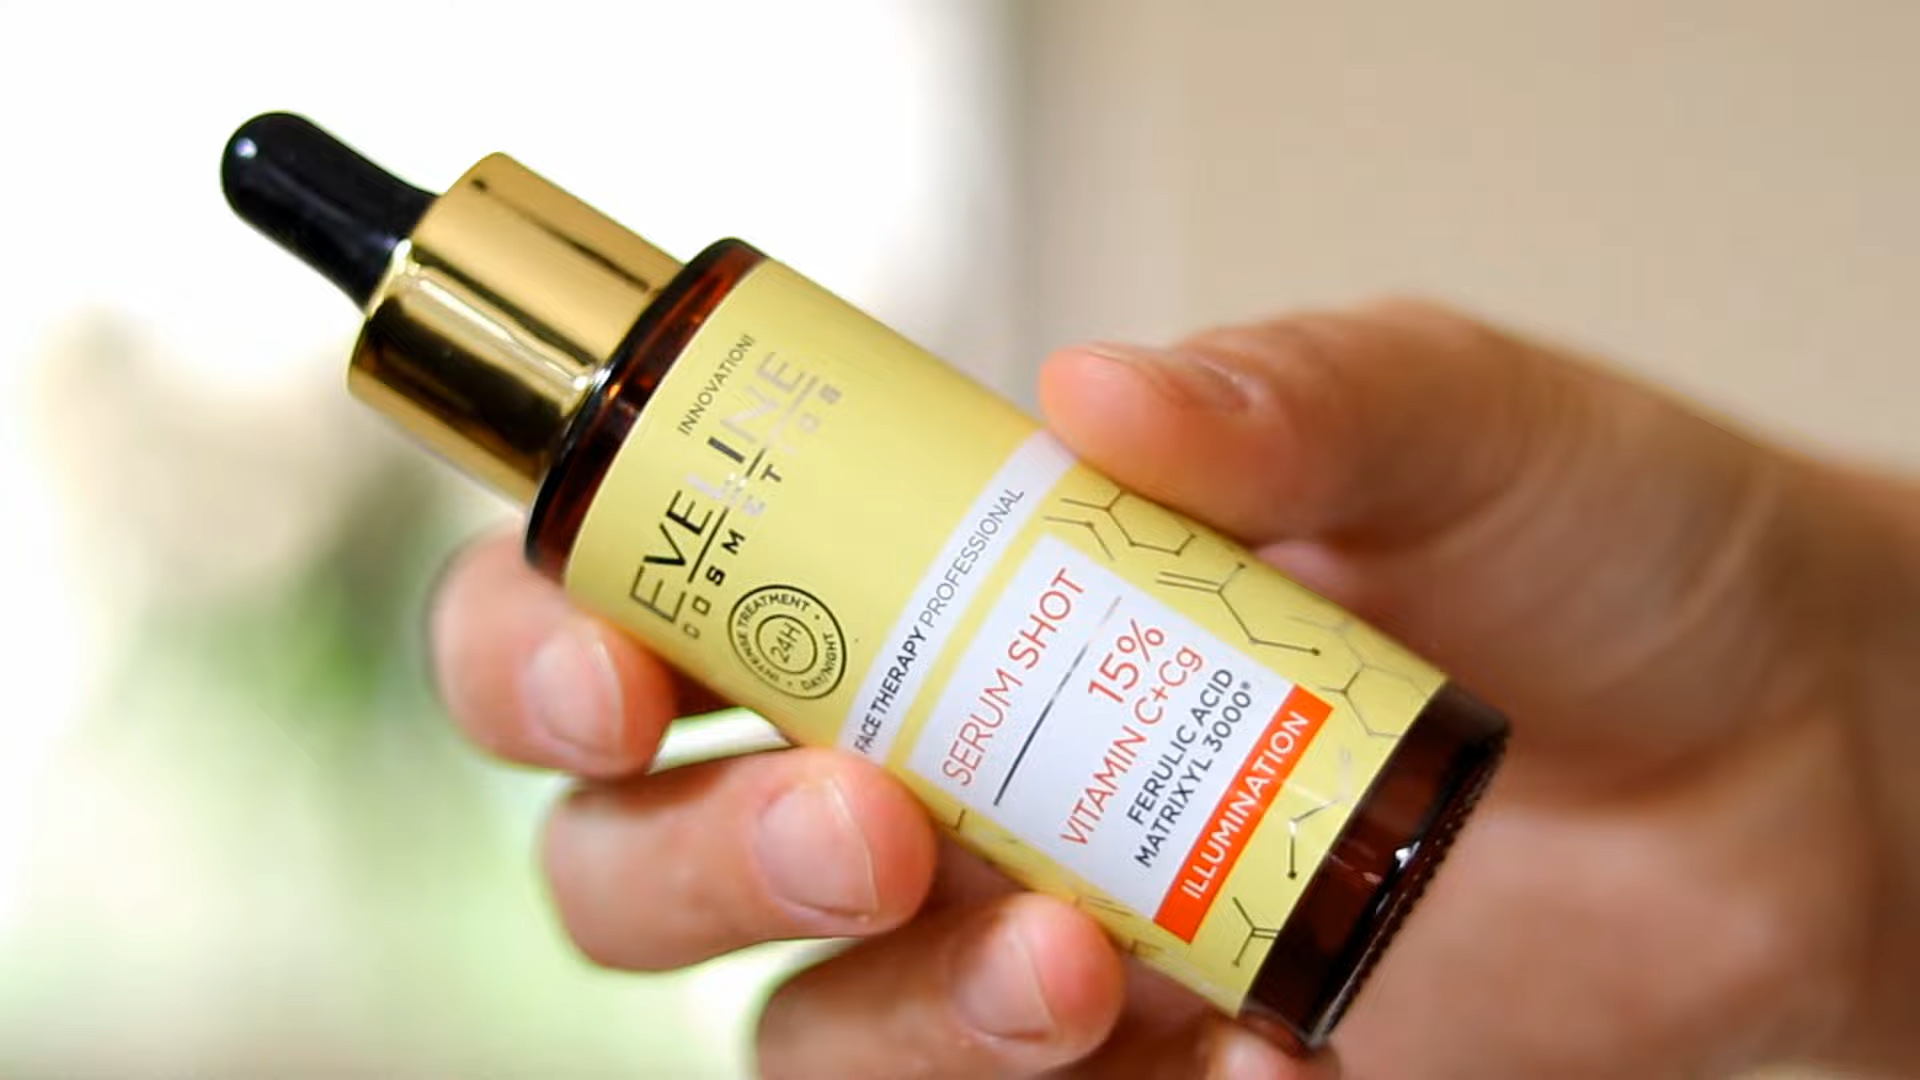 INNOVATION!
EVELINE
COSMETICS
INTENSE TREATMENT • DAY/NIGHT •
24H
FACE THERAPY PROFESSIONAL
SERUM SHOT
15%
VITAMIN C+Cg
FERULIC ACID
MATRIXYL 3000®
ILLUMINATION